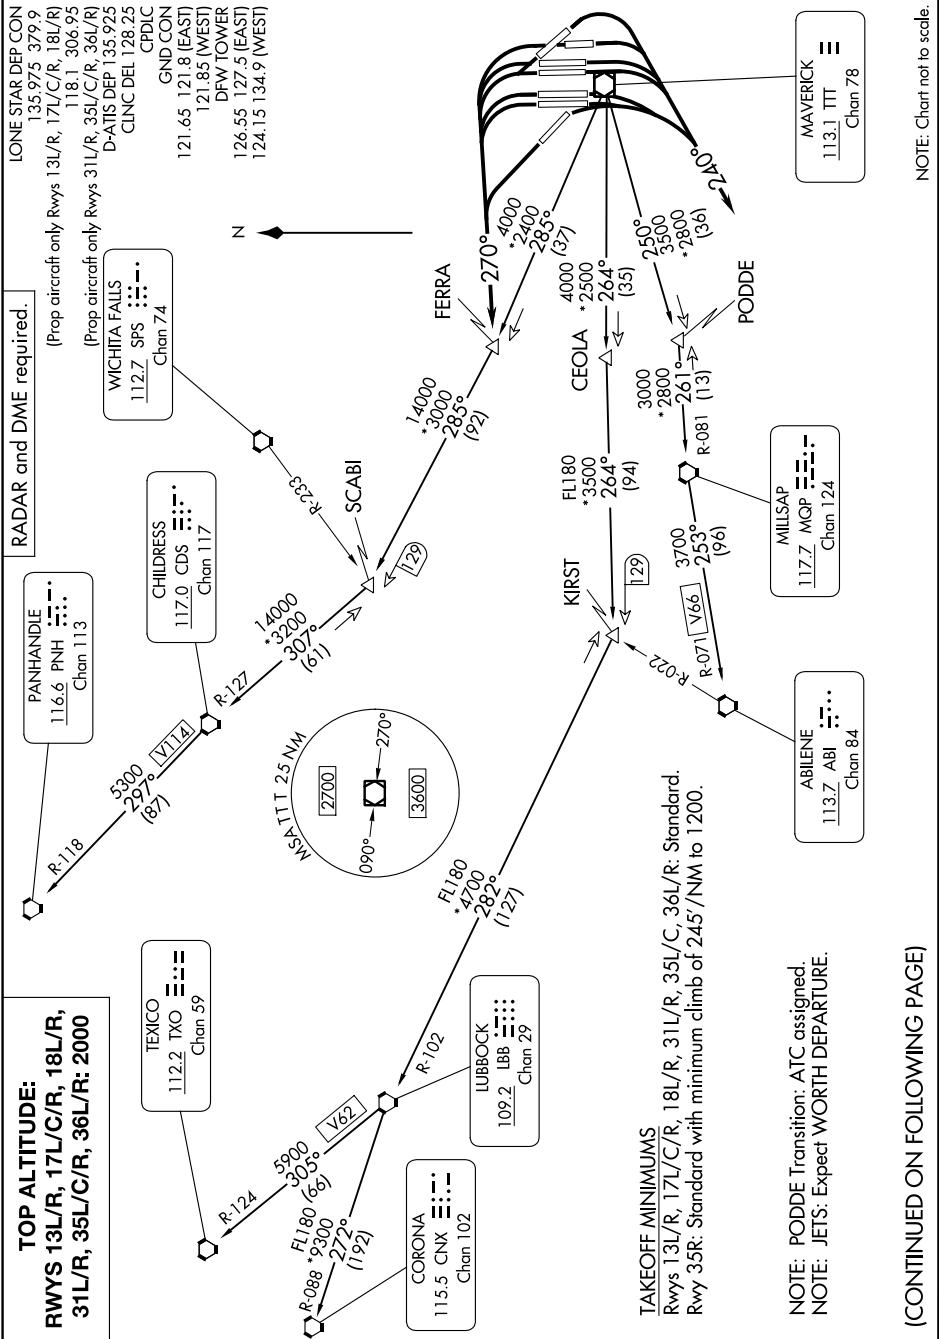 TOP ALTITUDE:
RWYS 13L/R, 17L/C/R, 18L/R,
31L/R, 35L/C/R, 36L/R: 2000
RADAR and DME required.
LONE STAR DEP CON
135.975 379.9
(Prop aircraft only Rwys 13L/R, 17L/C/R, 18L/R)
118.1 306.95
(Prop aircraft only Rwys 31L/R, 35L/C/R, 36L/R)
D-ATIS DEP 135.925
CLNC DEL 128.25
CPDLC
GND CON
121.65 121.8 (EAST)
121.85 (WEST)
DFW TOWER
126.55 127.5 (EAST)
124.15 134.9 (WEST)
PANHANDLE
116.6 PNH
Chan 113
CHILDRESS
117.0 CDS
Chan 117
WICHITA FALLS
112.7 SPS
Chan 74
N
R-118
5300
297°
(87)
V114
R-127
14000
*3200
307°
(61)
R-233
SCABI
129
14000
*3000
285°
(92)
FERRA
270°
4000
*2400
285°
(37)
MSA TTT 25 NM
2700
3600
090°
270°
TEXICO
112.2 TXO
Chan 59
R-124
5900
305°
(66)
V62
R-088
FL180
*9300
272°
(192)
CORONA
115.5 CNX
Chan 102
LUBBOCK
109.2 LBB
Chan 29
R-102
FL180
*4700
282°
(127)
KIRST
129
R-022
FL180
*3500
264°
(94)
CEOLA
4000
*2500
264°
(35)
250°
3500
*2800
(36)
240°
PODDE
3000
*2800
261°
(13)
R-081
MILLSAP
117.7 MQP
Chan 124
3700
253°
(96)
V66
R-071
ABILENE
113.7 ABI
Chan 84
MAVERICK
113.1 TTT
Chan 78
TAKEOFF MINIMUMS
Rwys 13L/R, 17L/C/R, 18L/R, 31L/R, 35L/C, 36L/R: Standard.
Rwy 35R: Standard with minimum climb of 245'/NM to 1200.
NOTE: PODDE Transition: ATC assigned.
NOTE: JETS: Expect WORTH DEPARTURE.
(CONTINUED ON FOLLOWING PAGE)
NOTE: Chart not to scale.